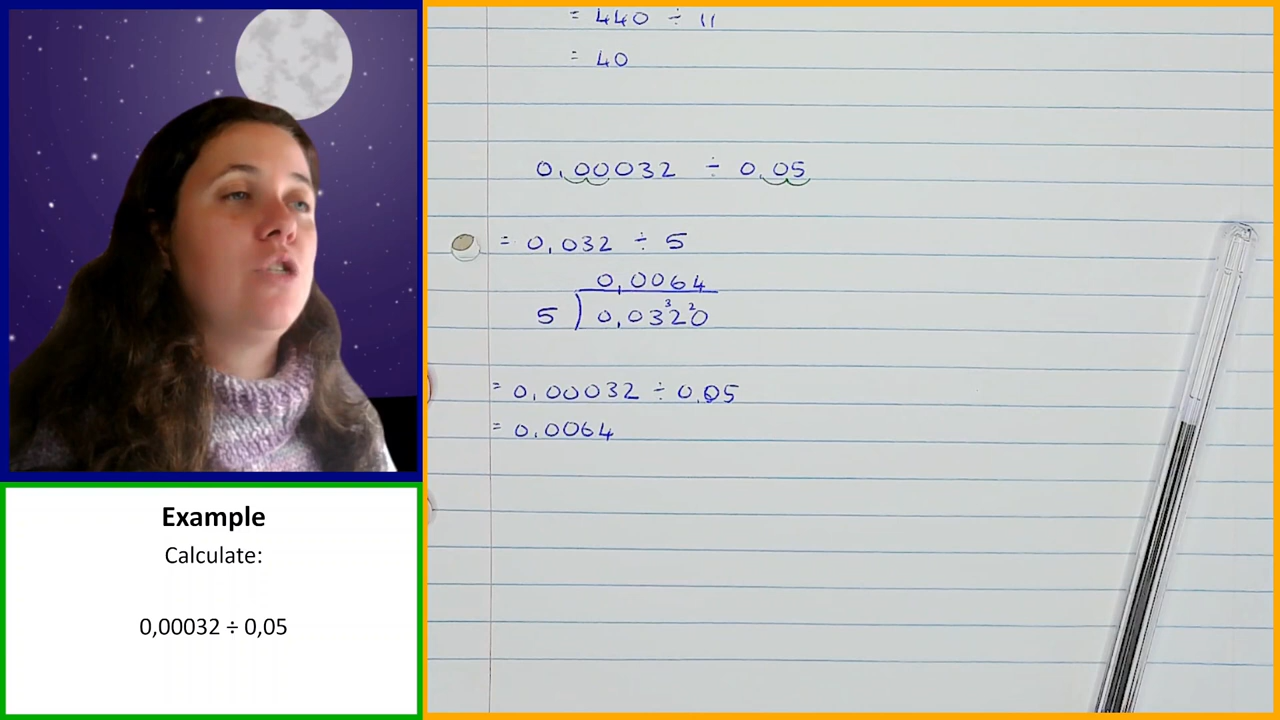 = 440 ÷ 11
= 40
0,00032 ÷ 0,05
= 0,032 ÷ 5
0,0064
5 ) 0,03³2²0
= 0,00032 ÷ 0,05
= 0,0064
Example
Calculate:
0,00032 ÷ 0,05